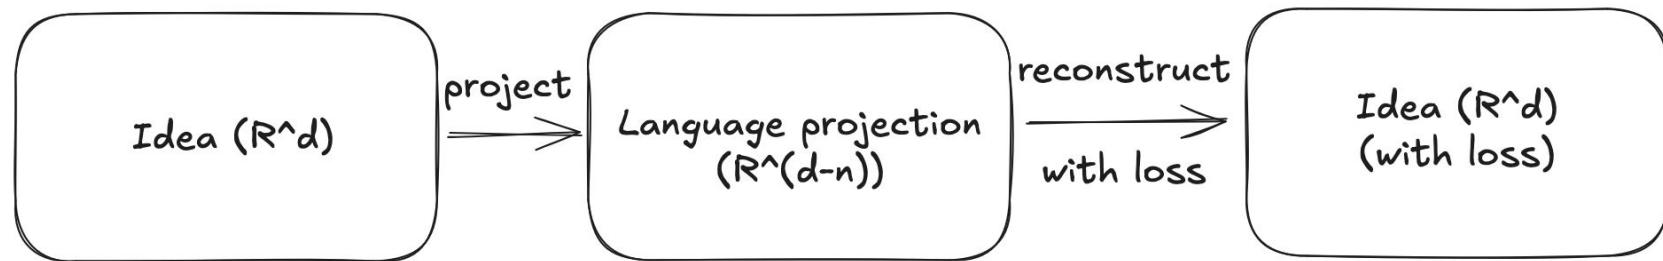 Idea (R^d)
project
Language projection
(R^(d-n))
reconstruct
with loss
Idea (R^d)
(with loss)